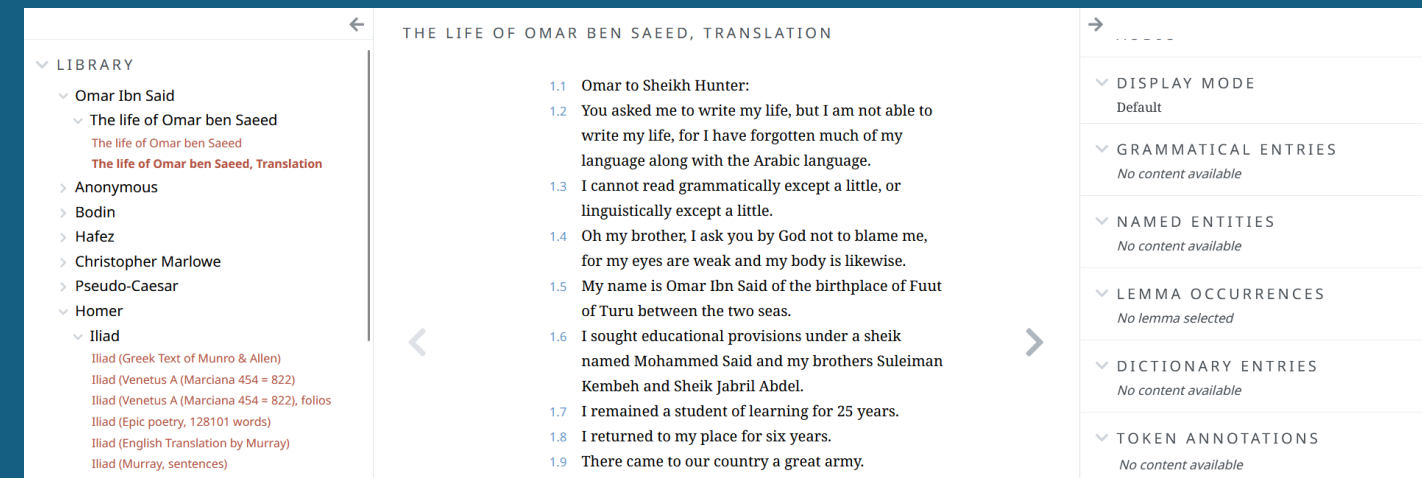 LIBRARY
Omar Ibn Said
The life of Omar ben Saeed
The life of Omar ben Saeed
The life of Omar ben Saeed, Translation
Anonymous
Bodin
Hafez
Christopher Marlowe
Pseudo-Caesar
Homer
Iliad
Iliad (Greek Text of Munro & Allen)
Iliad (Venetus A (Marciana 454 = 822)
Iliad (Venetus A (Marciana 454 = 822), folios
Iliad (Epic poetry, 128101 words)
Iliad (English Translation by Murray)
Iliad (Murray, sentences)
THE LIFE OF OMAR BEN SAEED, TRANSLATION
1.1 Omar to Sheikh Hunter:
1.2 You asked me to write my life, but I am not able to
write my life, for I have forgotten much of my
language along with the Arabic language.
1.3 I cannot read grammatically except a little, or
linguistically except a little.
1.4 Oh my brother, I ask you by God not to blame me,
for my eyes are weak and my body is likewise.
1.5 My name is Omar Ibn Said of the birthplace of Fuut
of Turu between the two seas.
1.6 I sought educational provisions under a sheik
named Mohammed Said and my brothers Suleiman
Kembeh and Sheik Jabril Abdel.
1.7 I remained a student of learning for 25 years.
1.8 I returned to my place for six years.
1.9 There came to our country a great army.
DISPLAY MODE
Default
GRAMMATICAL ENTRIES
No content available
NAMED ENTITIES
No content available
LEMMA OCCURRENCES
No lemma selected
DICTIONARY ENTRIES
No content available
TOKEN ANNOTATIONS
No content available